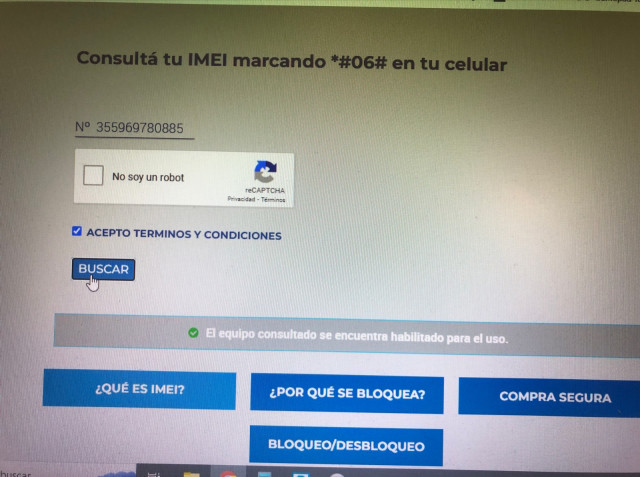 Consultá tu IMEI marcando *#06# en tu celular
Nº 355969780885
No soy un robot
reCAPTCHA
Privacidad - Términos
ACEPTO TERMINOS Y CONDICIONES
BUSCAR
El equipo consultado se encuentra habilitado para el uso.
¿QUÉ ES IMEI?
¿POR QUÉ SE BLOQUEA?
COMPRA SEGURA
BLOQUEO/DESBLOQUEO
buscar